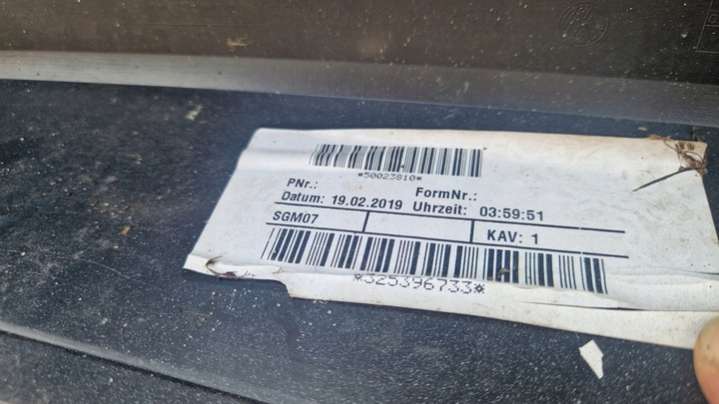 *50023810*
PNr.: FormNr.:
Datum: 19.02.2019 Uhrzeit: 03:59:51
SGM07 KAV: 1
*325396733*